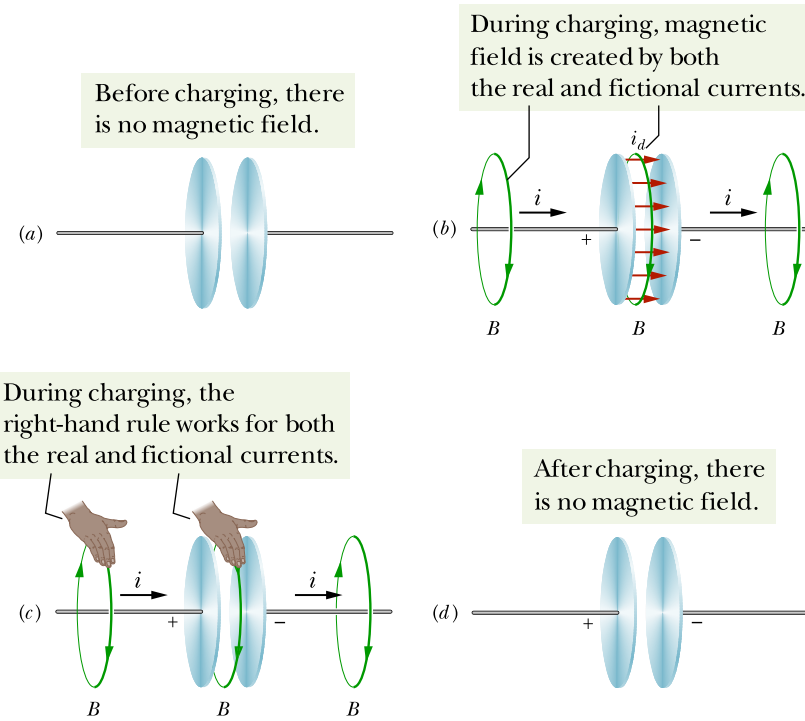 Before charging, there
is no magnetic field.
(a)
During charging, magnetic
field is created by both
the real and fictional currents.
i_d
i
i
(b)
+
−
B
B
B
During charging, the
right-hand rule works for both
the real and fictional currents.
i
i
(c)
+
−
B
B
B
After charging, there
is no magnetic field.
(d)
+
−